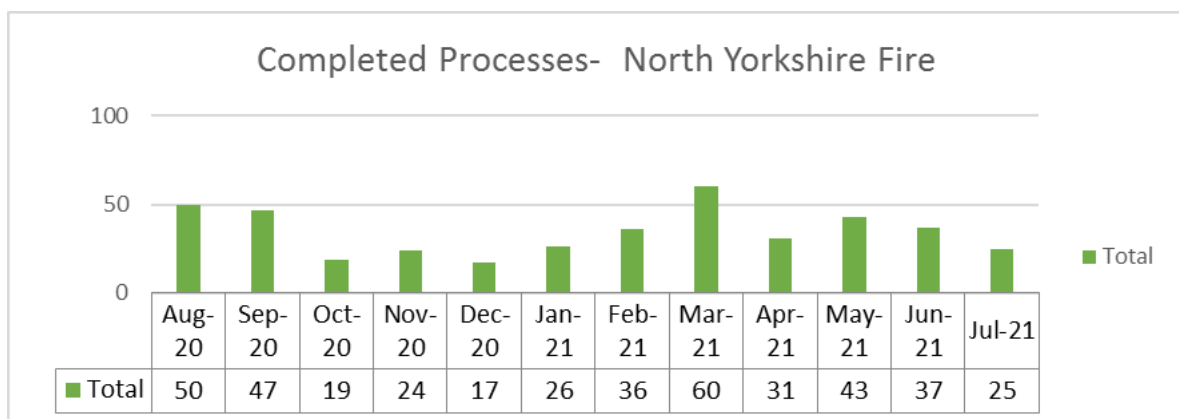 Completed Processes-  North Yorkshire Fire
100
50
0
Total
Aug-20 Sep-20 Oct-20 Nov-20 Dec-20 Jan-21 Feb-21 Mar-21 Apr-21 May-21 Jun-21 Jul-21
Total 50 47 19 24 17 26 36 60 31 43 37 25